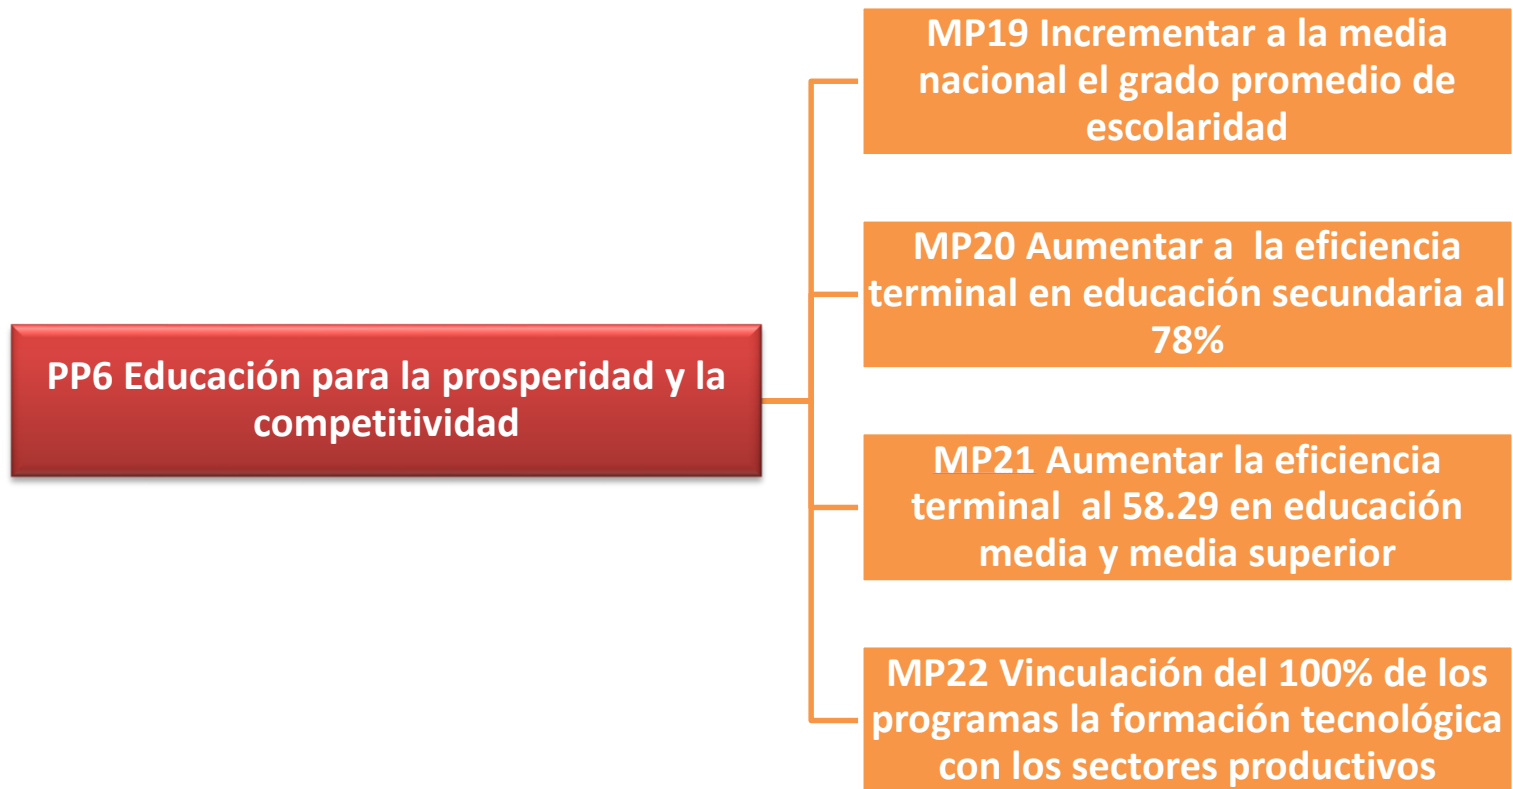 MP19 Incrementar a la media
nacional el grado promedio de
escolaridad
MP20 Aumentar a  la eficiencia
terminal en educación secundaria al
78%
PP6 Educación para la prosperidad y la
competitividad
MP21 Aumentar la eficiencia
terminal  al 58.29 en educación
media y media superior
MP22 Vinculación del 100% de los
programas la formación tecnológica
con los sectores productivos